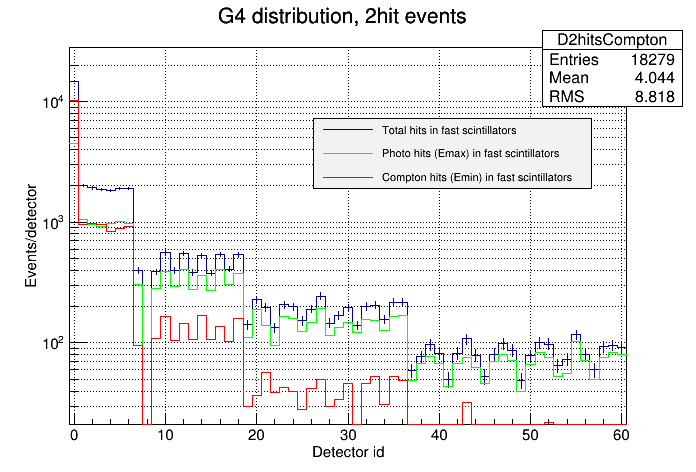 G4 distribution, 2hit events
D2hitsCompton
Entries 18279
Mean 4.044
RMS 8.818
Total hits in fast scintillators
Photo hits (Emax) in fast scintillators
Compton hits (Emin) in fast scintillators
Events/detector
10⁴
10³
10²
0 10 20 30 40 50 60
Detector id